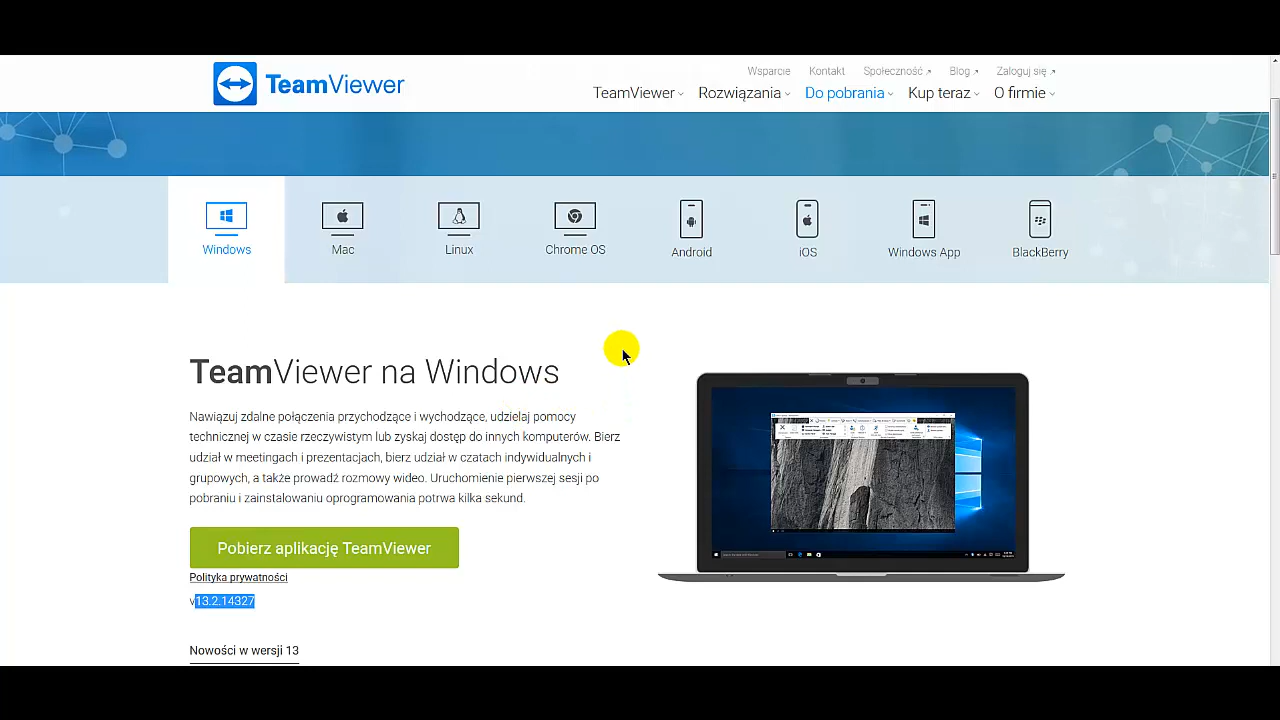 TeamViewer
Wsparcie Kontakt Społeczność Blog Zaloguj się
TeamViewer Rozwiązania Do pobrania Kup teraz O firmie
Windows Mac Linux Chrome OS Android iOS Windows App BlackBerry
TeamViewer na Windows
Nawiązuj zdalne połączenia przychodzące i wychodzące, udzielaj pomocy
w czasie rzeczywistym lub zyskaj do innych komputerów. Bierz
udział w meetingach i prezentacjach, bierz udział w czatach indywidualnych i
grupowych, a także prowadź rozmowy wideo. Uruchomienie pierwszej sesji po
pobraniu i zainstalowaniu oprogramowania potrwa kilka sekund.
Pobierz aplikację TeamViewer
Polityka prywatności
v13.2.14327
Nowości w wersji 13